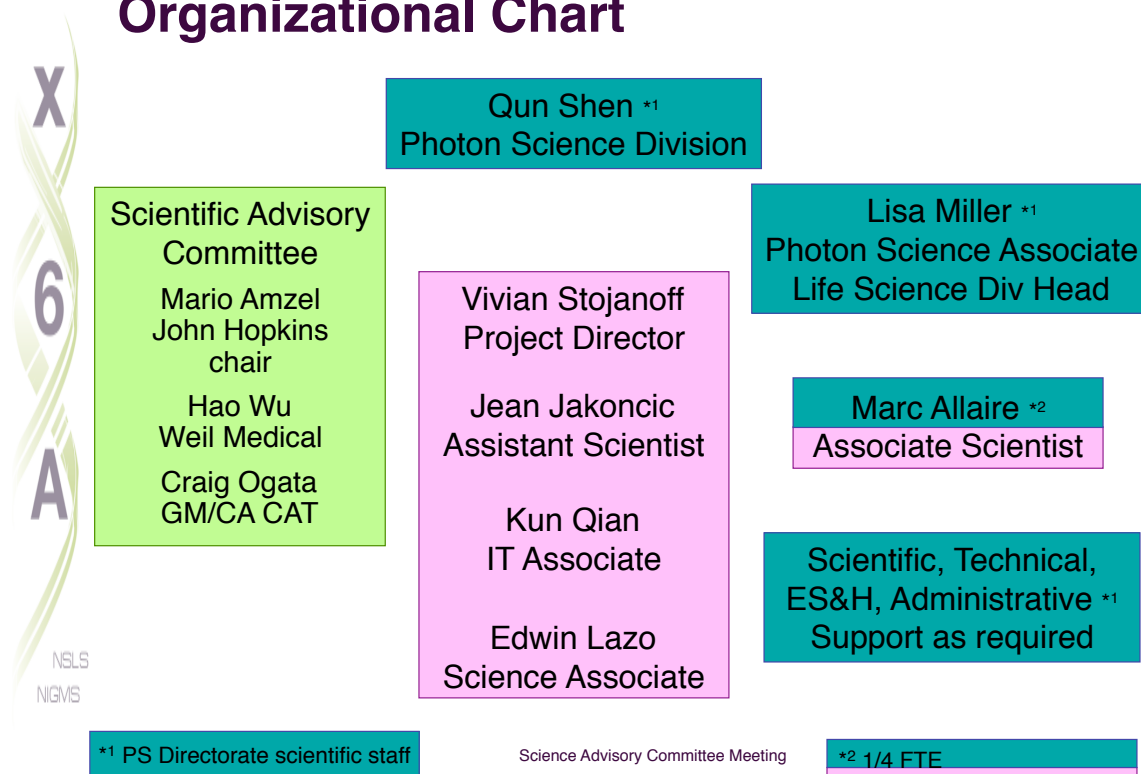 Organizational Chart
X
6
A
NSLS
NIGMS
Qun Shen *1
Photon Science Division
Scientific Advisory
Committee
Mario Amzel
John Hopkins
chair
Hao Wu
Weil Medical
Craig Ogata
GM/CA CAT
Vivian Stojanoff
Project Director
Jean Jakoncic
Assistant Scientist
Kun Qian
IT Associate
Edwin Lazo
Science Associate
Lisa Miller *1
Photon Science Associate
Life Science Div Head
Marc Allaire *2
Associate Scientist
Scientific, Technical,
ES&H, Administrative *1
Support as required
*1 PS Directorate scientific staff
Science Advisory Committee Meeting
*2 1/4 FTE